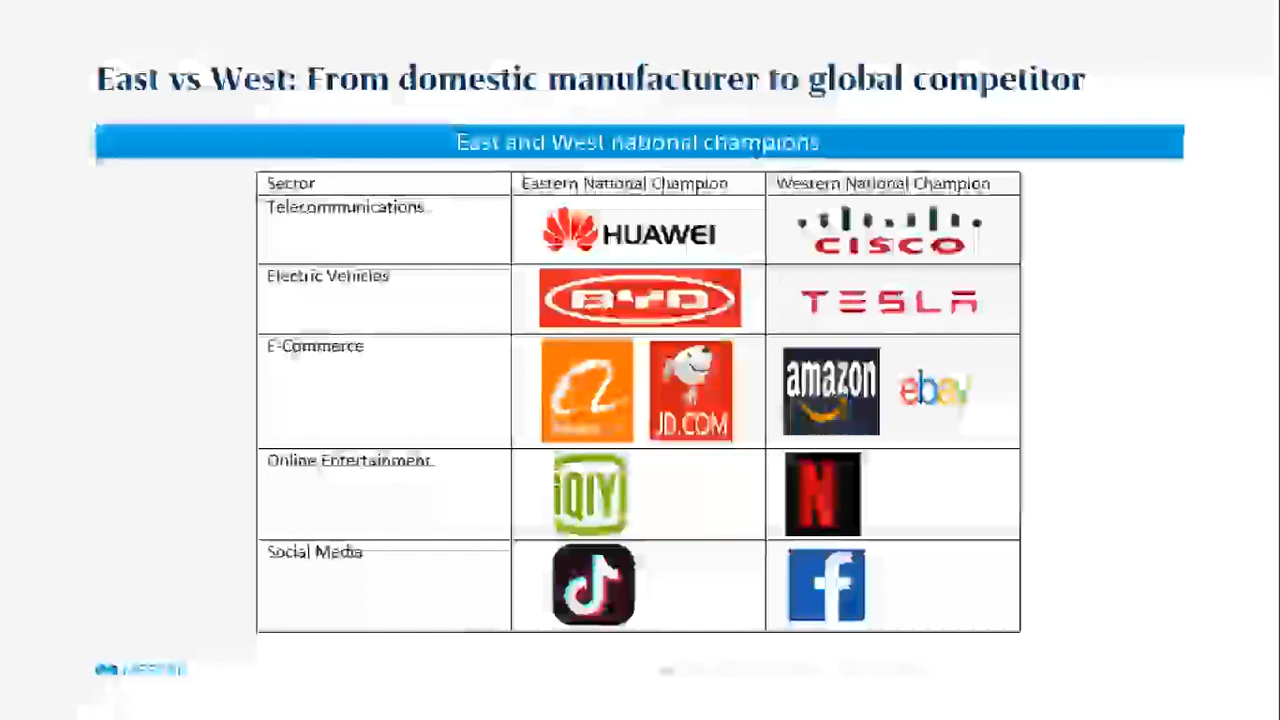 East vs West: From domestic manufacturer to global competitor
East and West national champions
Sector Eastern National Champion Western National Champion
Telecommunications
HUAWEI CISCO
Electric Vehicles
BYD TESLA
E-Commerce
JD.COM amazon ebay
Online Entertainment
iQIY N
Social Media
f